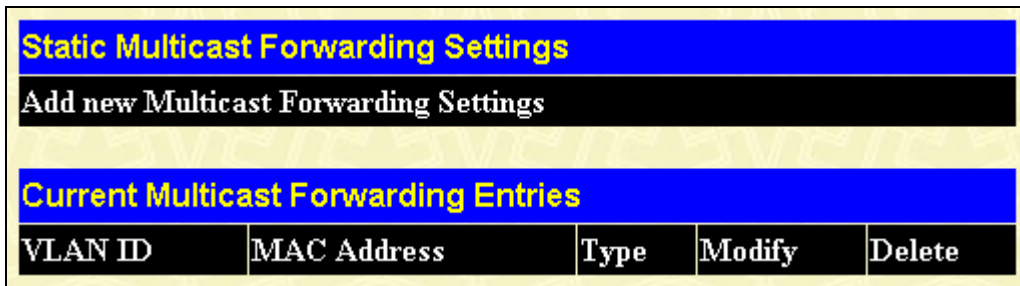 Static Multicast Forwarding Settings
Add new Multicast Forwarding Settings
Current Multicast Forwarding Entries
VLAN ID MAC Address Type Modify Delete